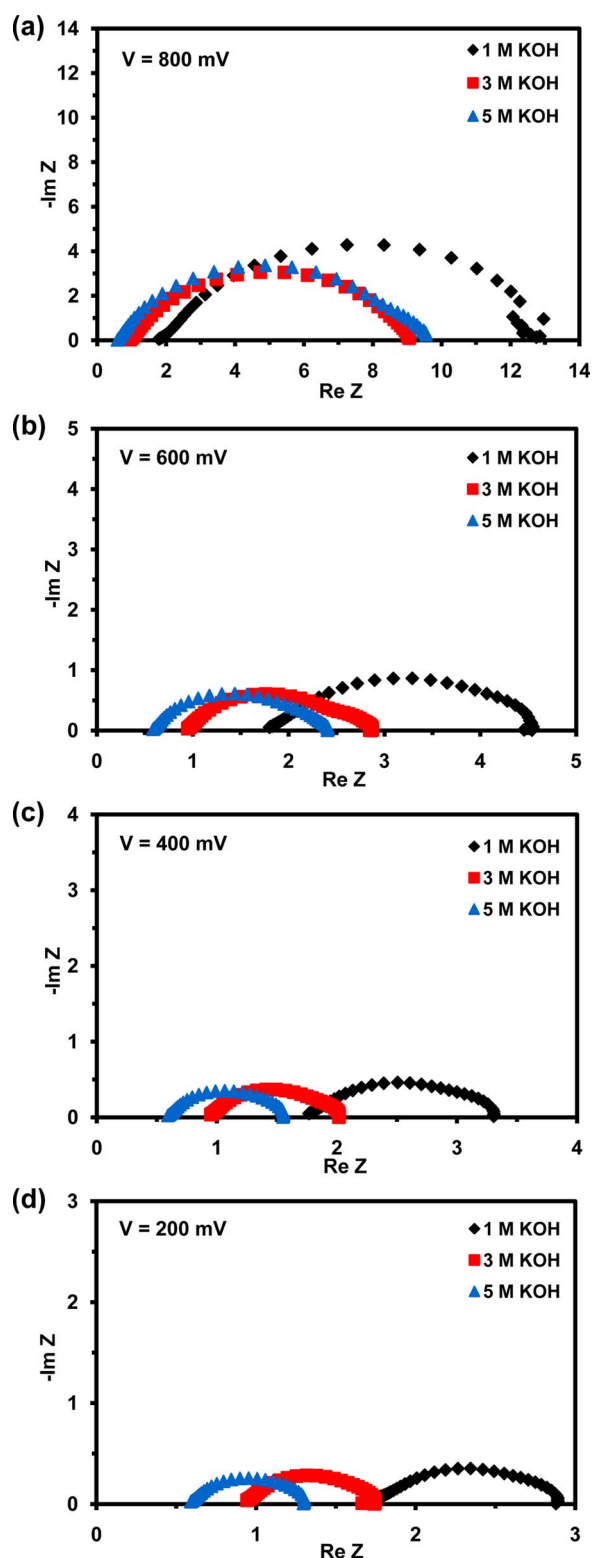 (a)
V = 800 mV
1 M KOH
3 M KOH
5 M KOH
-Im Z
14
12
10
8
6
4
2
0
0 2 4 6 8 10 12 14
Re Z
(b)
V = 600 mV
1 M KOH
3 M KOH
5 M KOH
-Im Z
5
4
3
2
1
0
0 1 2 3 4 5
Re Z
(c)
V = 400 mV
1 M KOH
3 M KOH
5 M KOH
-Im Z
4
3
2
1
0
0 1 2 3 4
Re Z
(d)
V = 200 mV
1 M KOH
3 M KOH
5 M KOH
-Im Z
3
2
1
0
0 1 2 3
Re Z